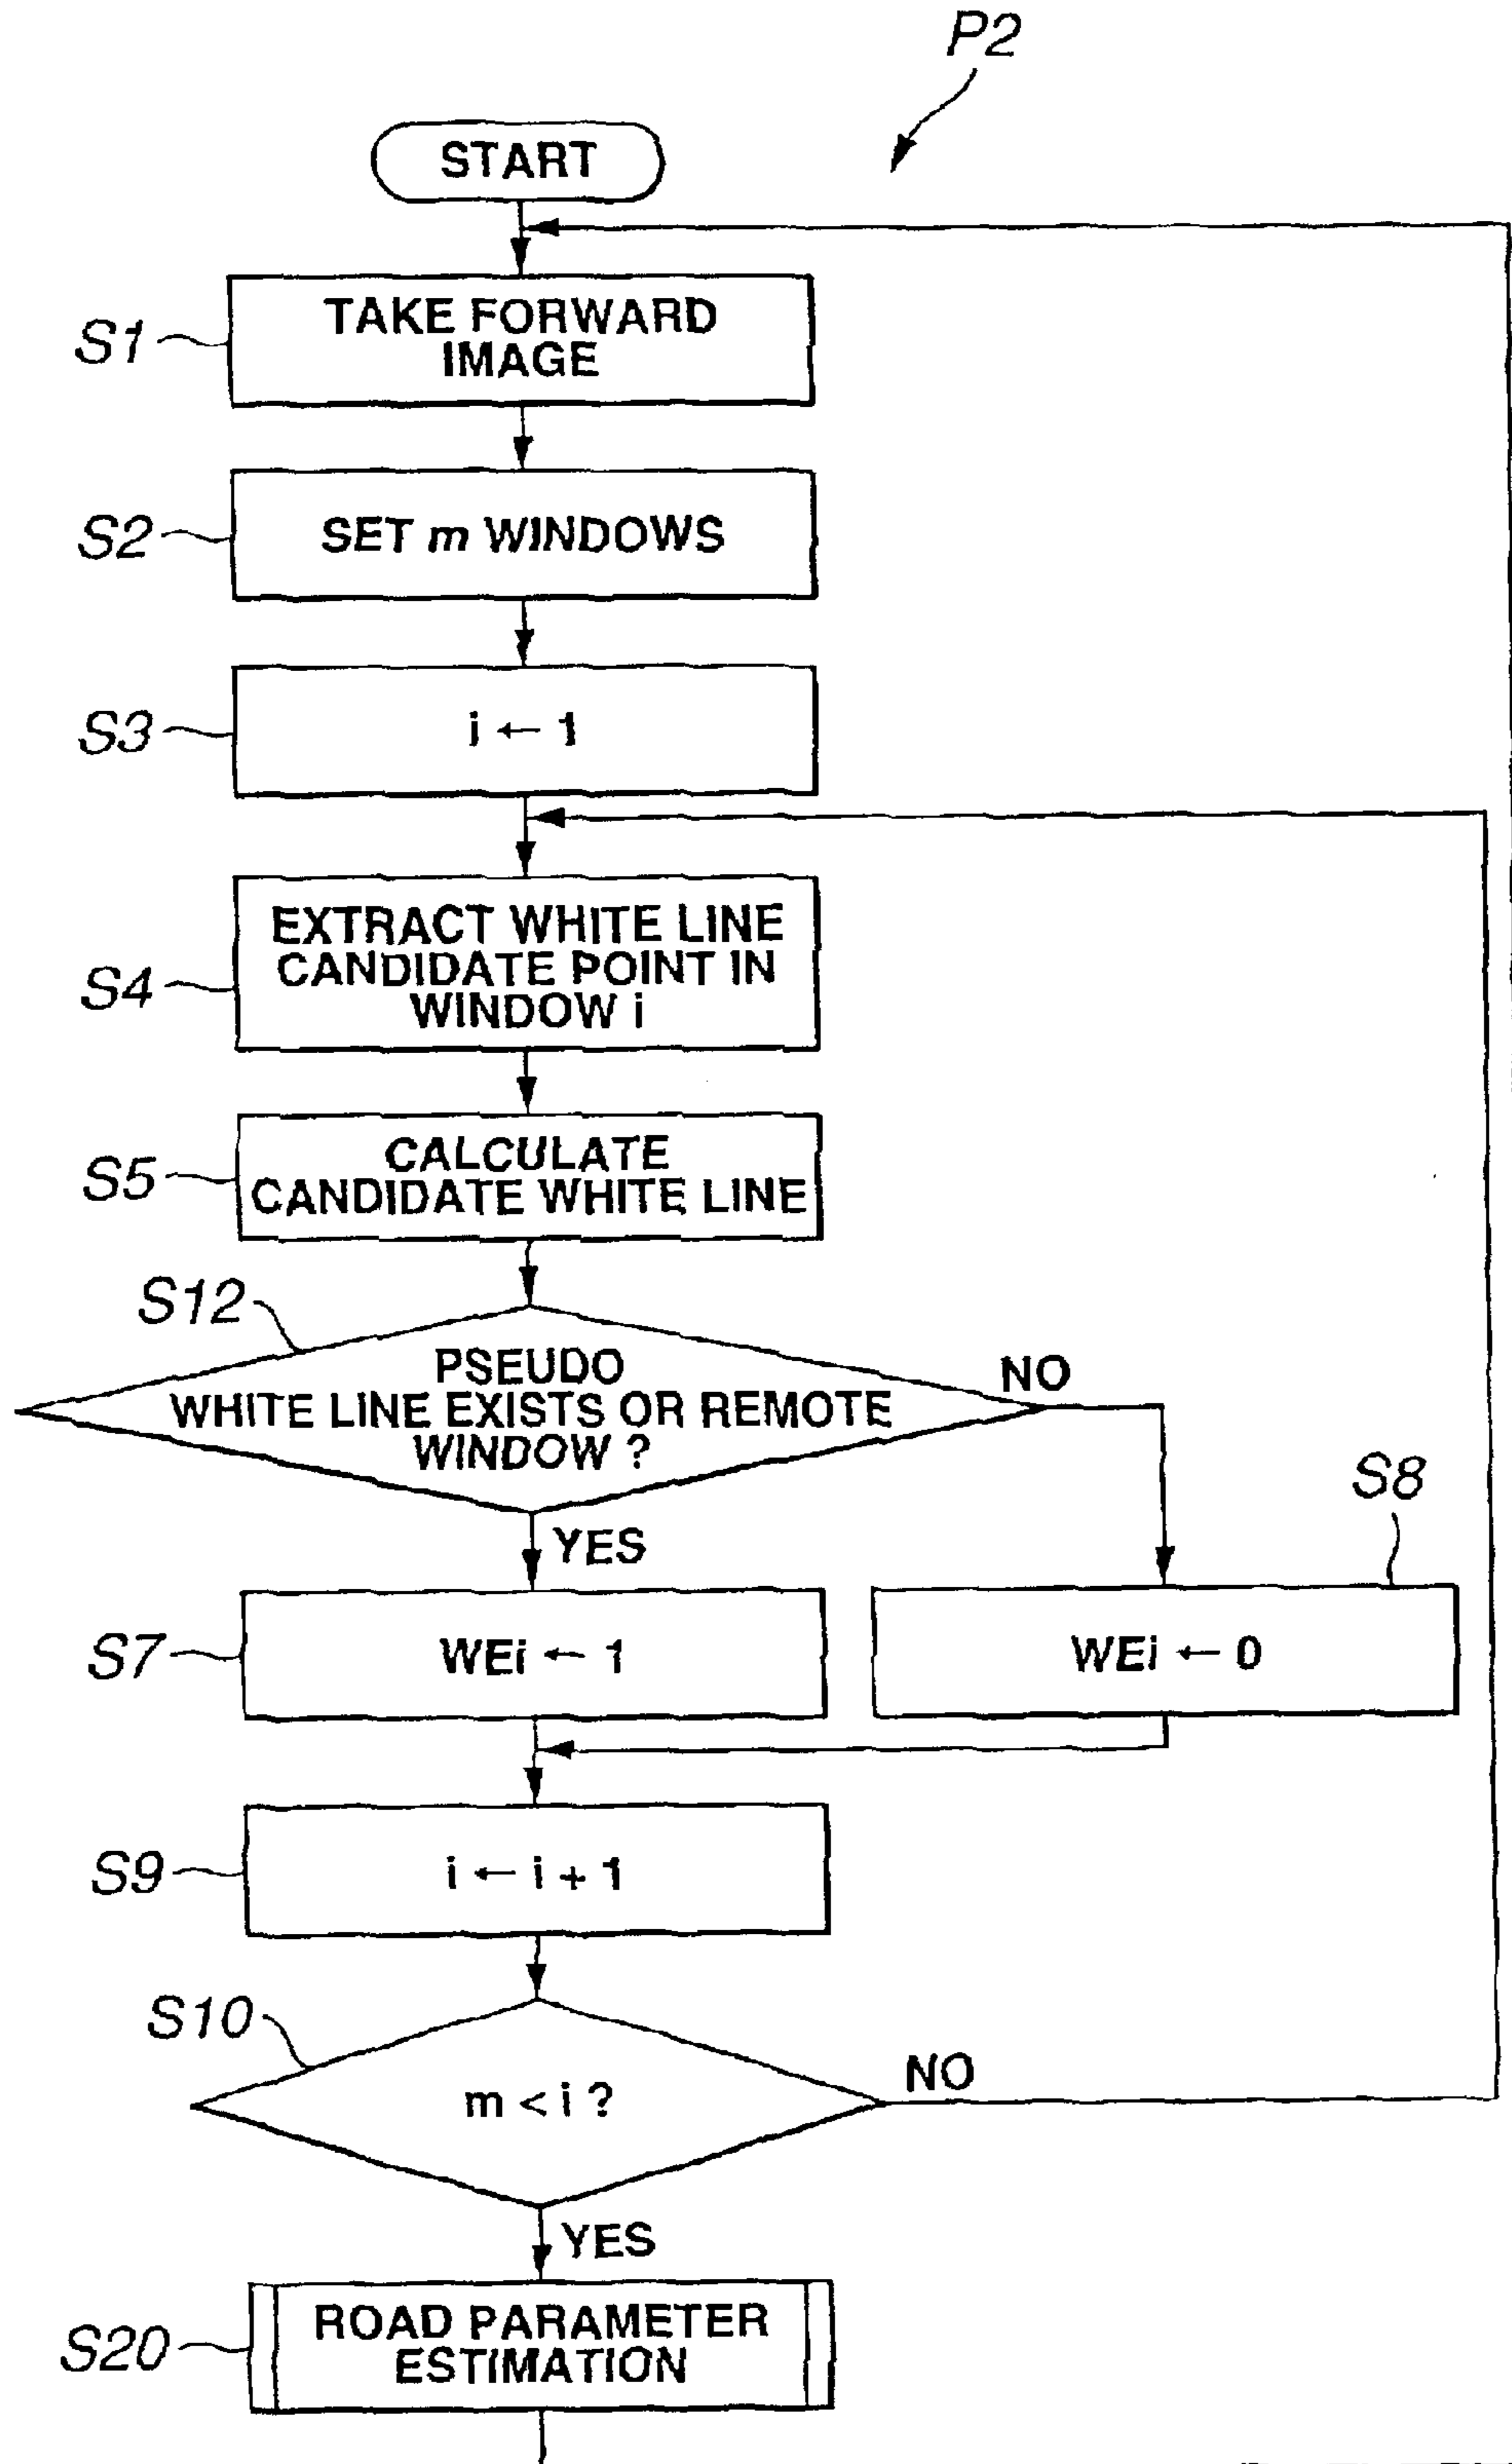 P2
START
S1
TAKE FORWARD
IMAGE
S2
SET m WINDOWS
S3
i ← 1
S4
EXTRACT WHITE LINE
CANDIDATE POINT IN
WINDOW i
S5
CALCULATE
CANDIDATE WHITE LINE
S12
PSEUDO
WHITE LINE EXISTS OR REMOTE
WINDOW ?
NO
YES
S8
S7
WEi ← 1
WEi ← 0
S9
i ← i + 1
S10
m < i ?
NO
YES
S20
ROAD PARAMETER
ESTIMATION